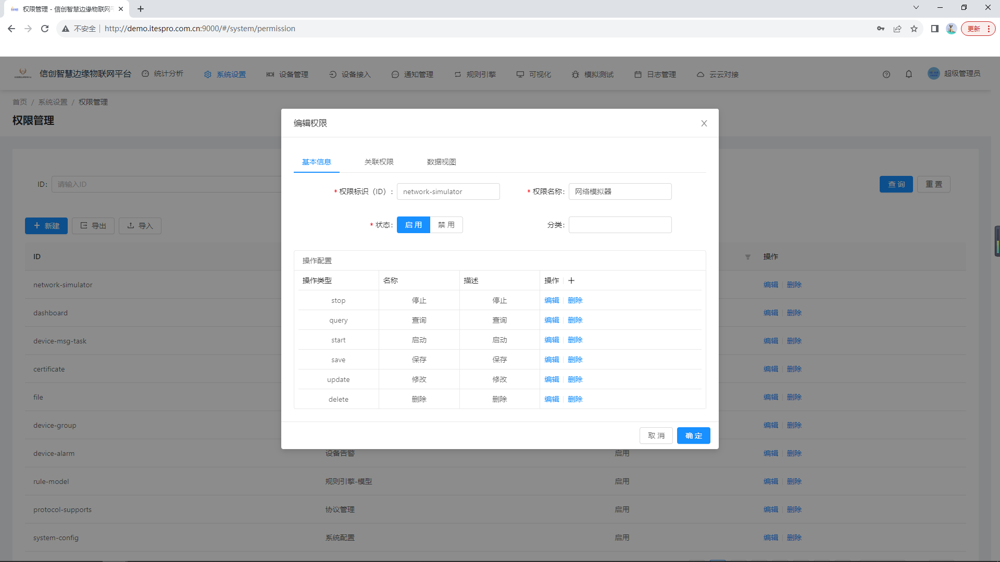 权限管理 - 信创智慧边缘物联网平
不安全 http://demo.itespro.com.cn:9000/#/system/permission 更新
信创智慧边缘物联网平台 统计分析 系统设置 设备管理 设备接入 通知管理 规则引擎 可视化 模拟测试 日志管理 云云对接 超级管理员
首页 / 系统设置 / 权限管理
权限管理
ID: 请输入ID 查 询 重 置
新建 导出 导入
ID 操作
network-simulator 编辑 删除
dashboard 编辑 删除
device-msg-task 编辑 删除
certificate 编辑 删除
file 编辑 删除
device-group 编辑 删除
device-alarm 设备告警 启用 编辑 删除
rule-model 规则引擎-模型 启用 编辑 删除
protocol-supports 协议管理 启用 编辑 删除
system-config 系统配置 启用 编辑 删除
编辑权限
基本信息 关联权限 数据视图
* 权限标识（ID）: network-simulator * 权限名称: 网络模拟器
* 状态: 启 用 禁 用 分类:
操作配置
操作类型 名称 描述 操作
stop 停止 停止 编辑 删除
query 查询 查询 编辑 删除
start 启动 启动 编辑 删除
save 保存 保存 编辑 删除
update 修改 修改 编辑 删除
delete 删除 删除 编辑 删除
取 消 确 定